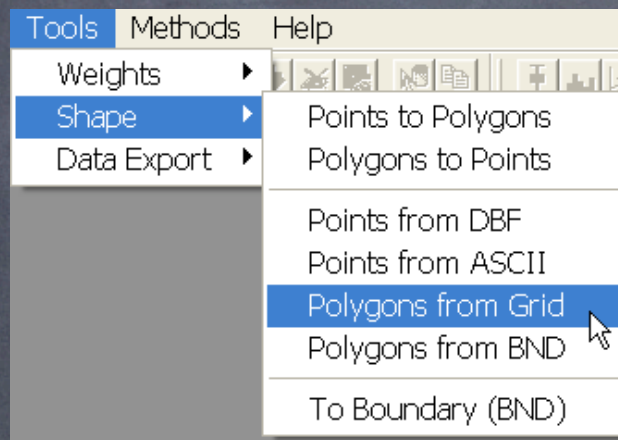 Tools Methods Help
Weights
Shape
Data Export
Points to Polygons
Polygons to Points
Points from DBF
Points from ASCII
Polygons from Grid
Polygons from BND
To Boundary (BND)